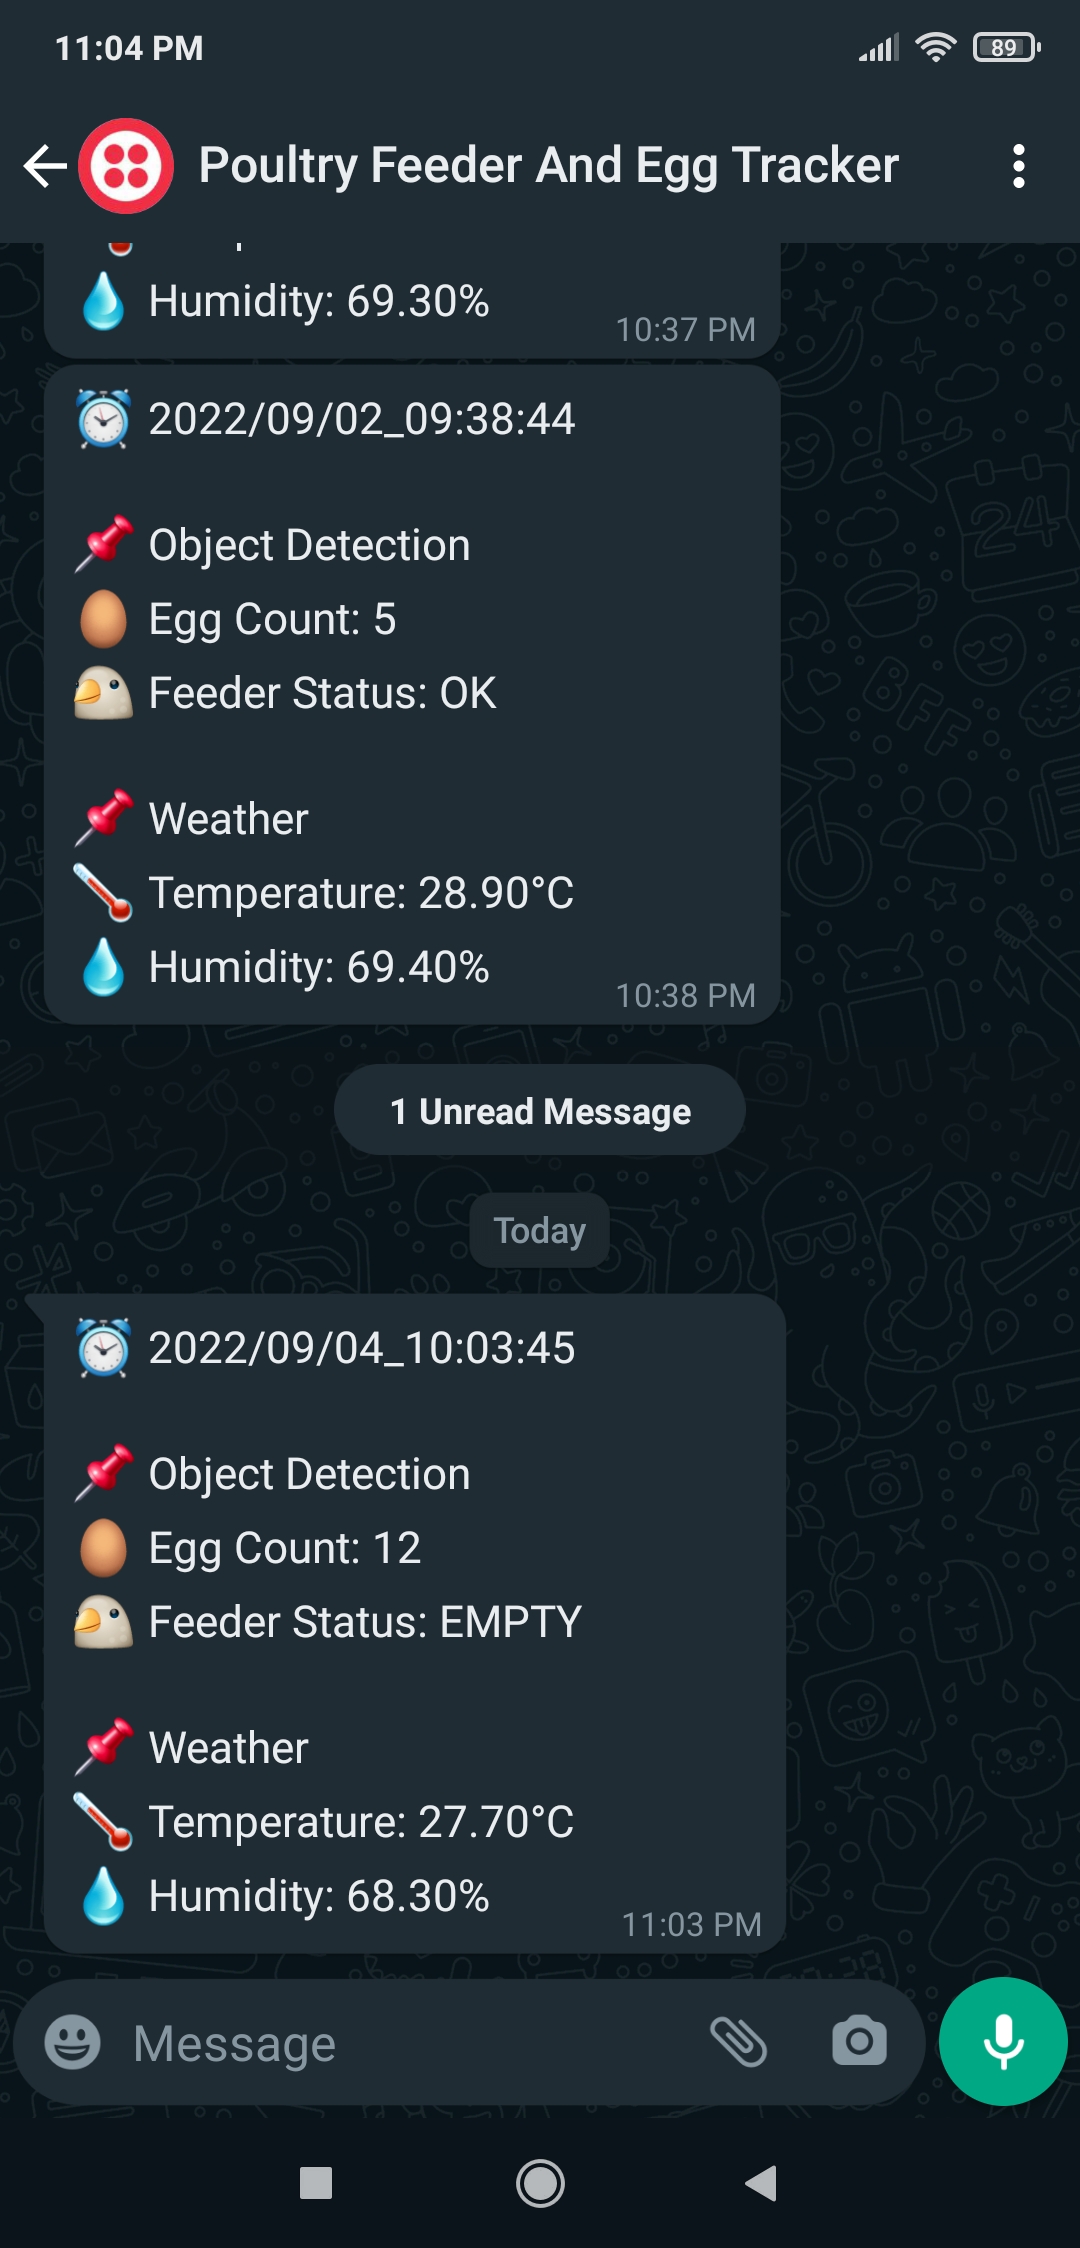 11:04 PM
89
Poultry Feeder And Egg Tracker
Humidity: 69.30%
10:37 PM
2022/09/02_09:38:44
Object Detection
Egg Count: 5
Feeder Status: OK
Weather
Temperature: 28.90°C
Humidity: 69.40%
10:38 PM
1 Unread Message
Today
2022/09/04_10:03:45
Object Detection
Egg Count: 12
Feeder Status: EMPTY
Weather
Temperature: 27.70°C
Humidity: 68.30%
11:03 PM
Message